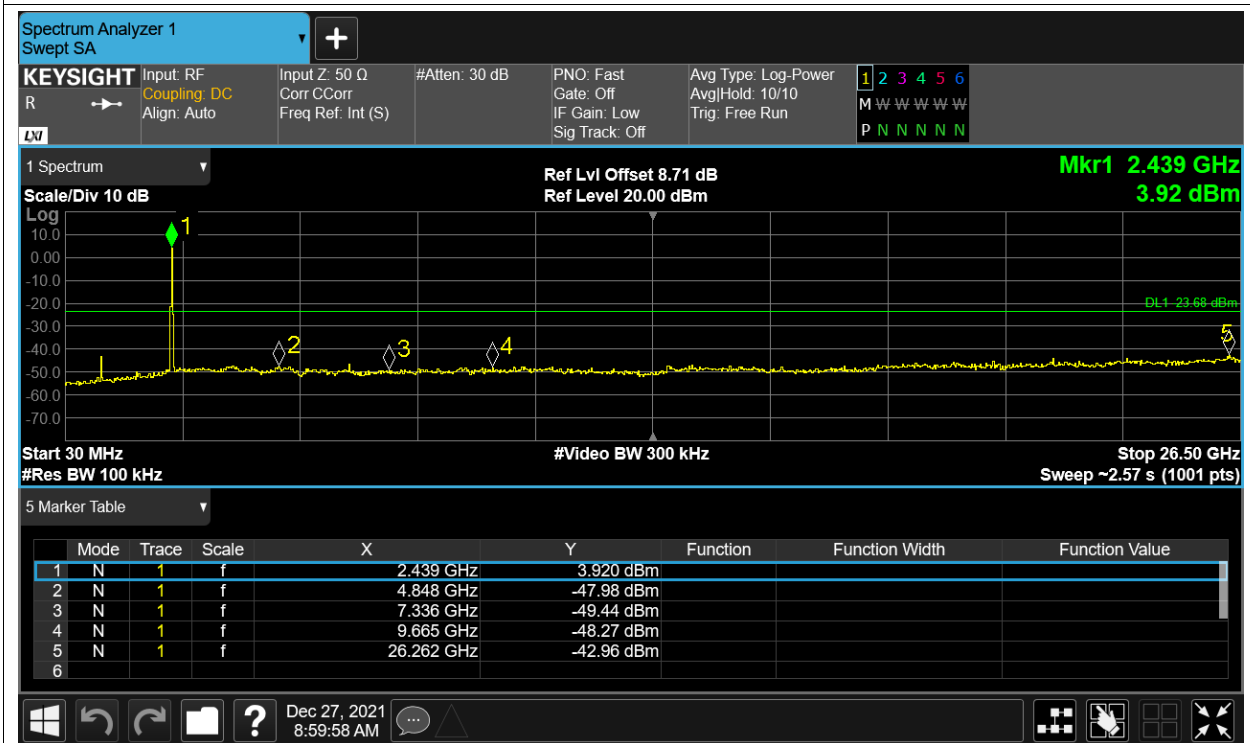 Spectrum Analyzer 1
Swept SA
KEYSIGHT Input: RF Input Z: 50 Ω #Atten: 30 dB PNO: Fast Avg Type: Log-Power 1 2 3 4 5 6
R Coupling: DC Corr CCorr Gate: Off Avg|Hold: 10/10 M W W W W W
Align: Auto Freq Ref: Int (S) IF Gain: Low Trig: Free Run
LXI Sig Track: Off P N N N N N
1 Spectrum Ref Lvl Offset 8.71 dB Mkr1 2.439 GHz
Scale/Div 10 dB Ref Level 20.00 dBm 3.92 dBm
Log
1
10.0
0.00
-10.0
-20.0 DL1 23.68 dBm
-30.0
2 3 4 5
-40.0
-50.0
-60.0
-70.0
Start 30 MHz #Video BW 300 kHz Stop 26.50 GHz
#Res BW 100 kHz Sweep ~2.57 s (1001 pts)
5 Marker Table
Mode Trace Scale X Y Function Function Width Function Value
1 N 1 f 2.439 GHz 3.920 dBm
2 N 1 f 4.848 GHz -47.98 dBm
3 N 1 f 7.336 GHz -49.44 dBm
4 N 1 f 9.665 GHz -48.27 dBm
5 N 1 f 26.262 GHz -42.96 dBm
6
? Dec 27, 2021
8:59:58 AM